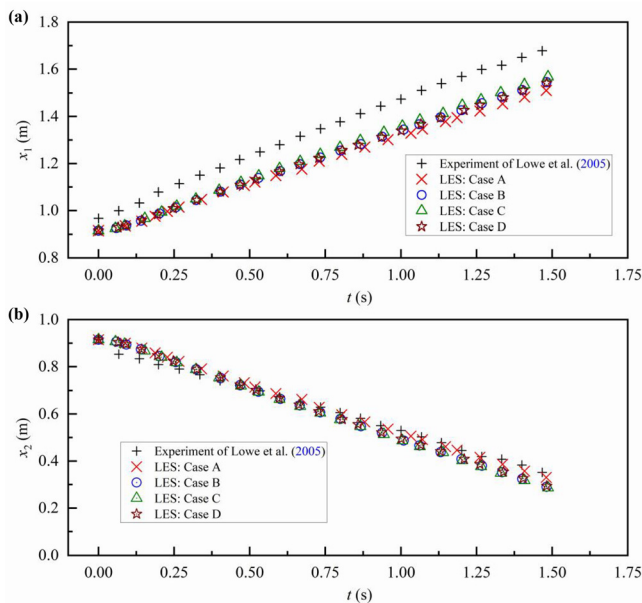 (a)
1.8
1.6
1.4
1.2
1.0
0.8
x₁ (m)
Experiment of Lowe et al. (2005)
LES: Case A
LES: Case B
LES: Case C
LES: Case D
0.00 0.25 0.50 0.75 1.00 1.25 1.50 1.75
t (s)
(b)
1.0
0.8
0.6
0.4
0.2
0.0
x₂ (m)
Experiment of Lowe et al. (2005)
LES: Case A
LES: Case B
LES: Case C
LES: Case D
0.00 0.25 0.50 0.75 1.00 1.25 1.50 1.75
t (s)